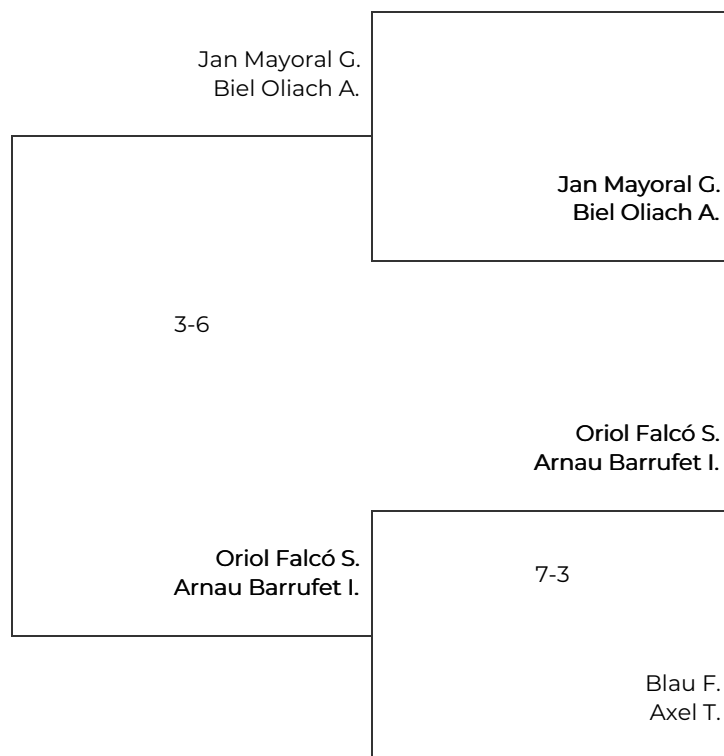 Jan Mayoral G.
Biel Oliach A.
Jan Mayoral G.
Biel Oliach A.
3-6
Oriol Falcó S.
Arnau Barrufet I.
Oriol Falcó S.
Arnau Barrufet I.
7-3
Blau F.
Axel T.